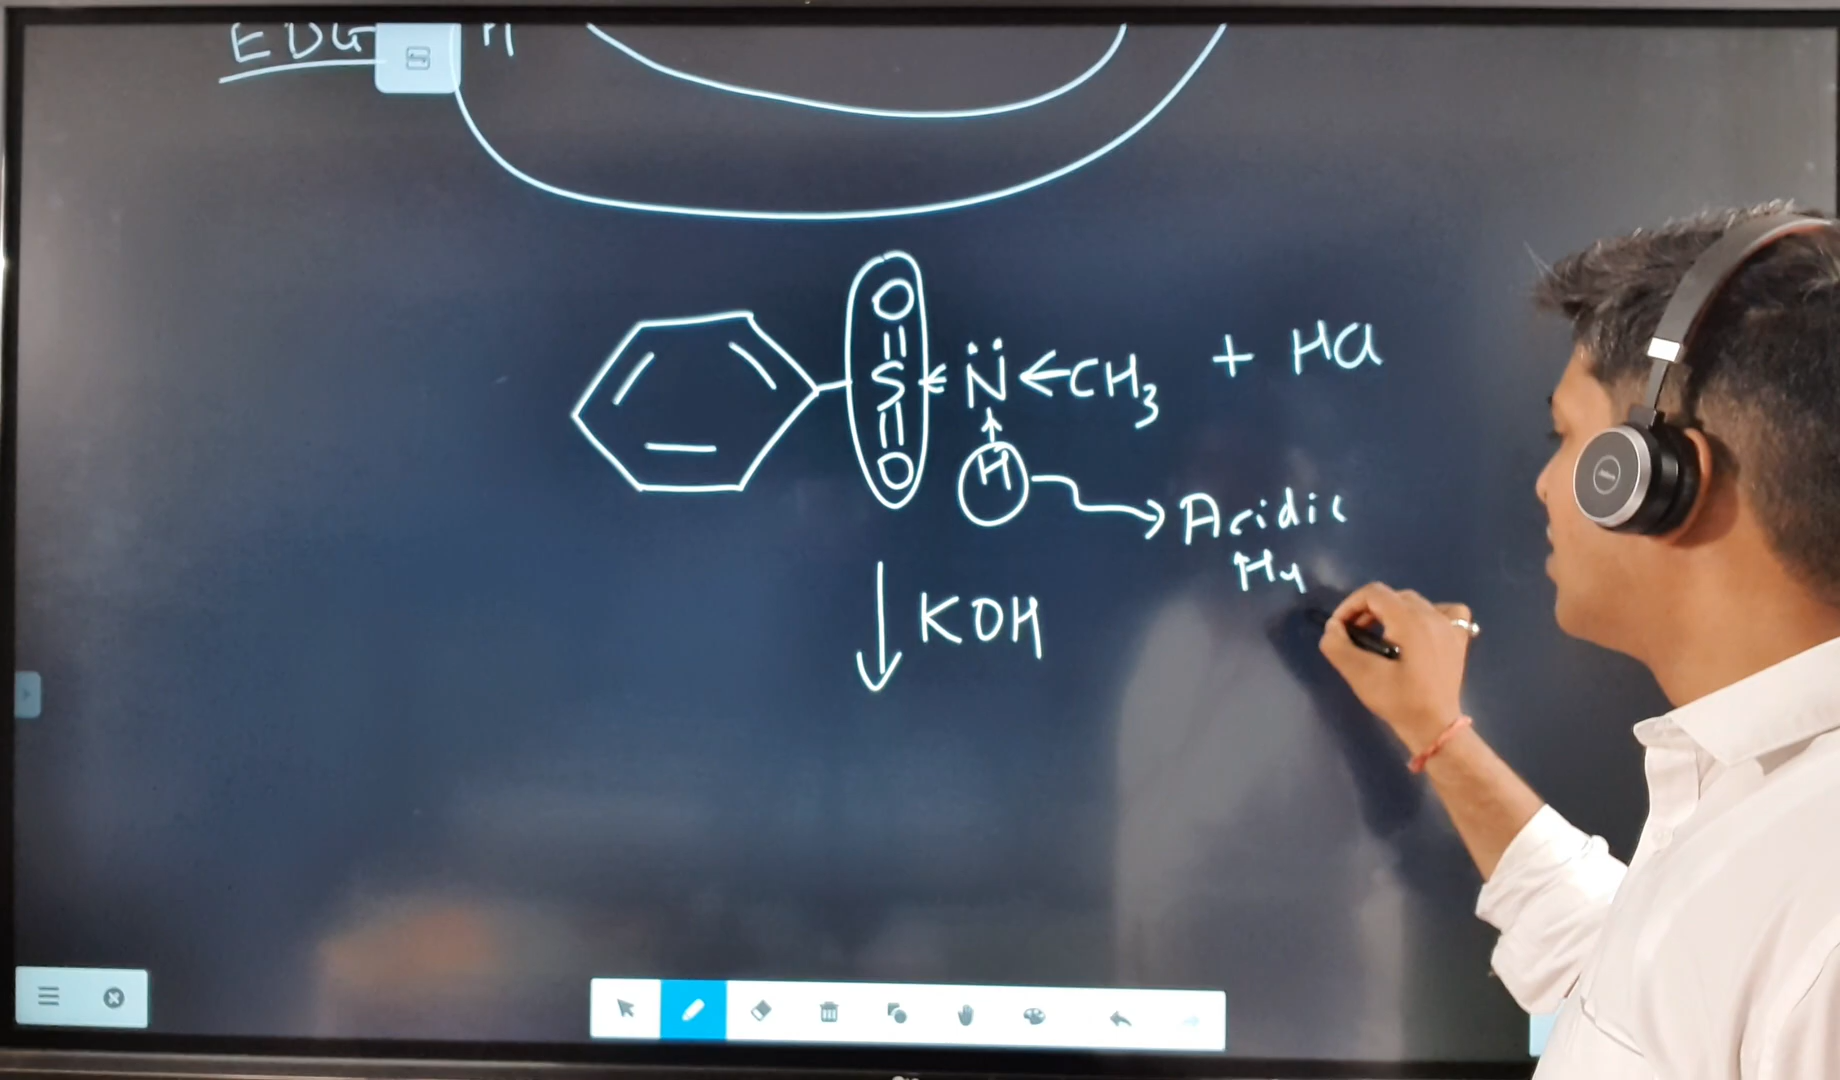 EDG H
O
||
S ← N̈ ← CH₃ + HCl
||
O
H → Acidic
Hy
↓ KOH